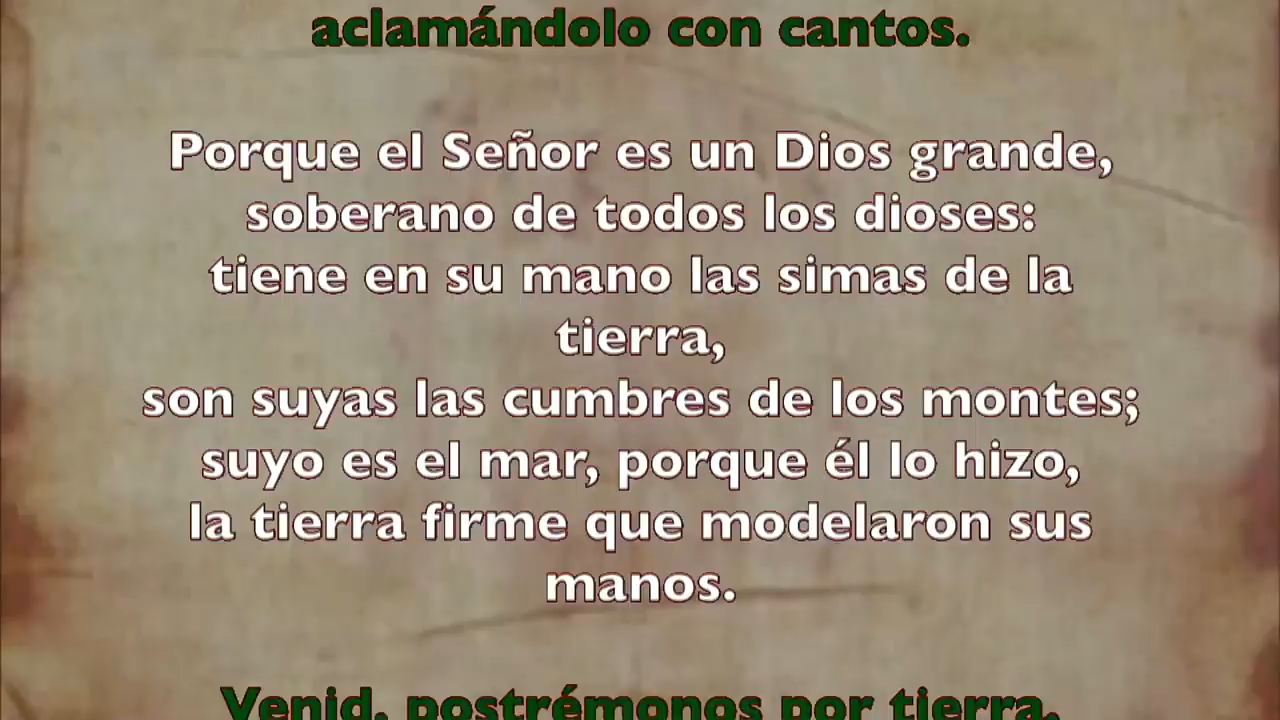 aclamándolo con cantos.
Porque el Señor es un Dios grande,
soberano de todos los dioses:
tiene en su mano las simas de la
tierra,
son suyas las cumbres de los montes;
suyo es el mar, porque él lo hizo,
la tierra firme que modelaron sus
manos.
Venid, postrémonos por tierra,